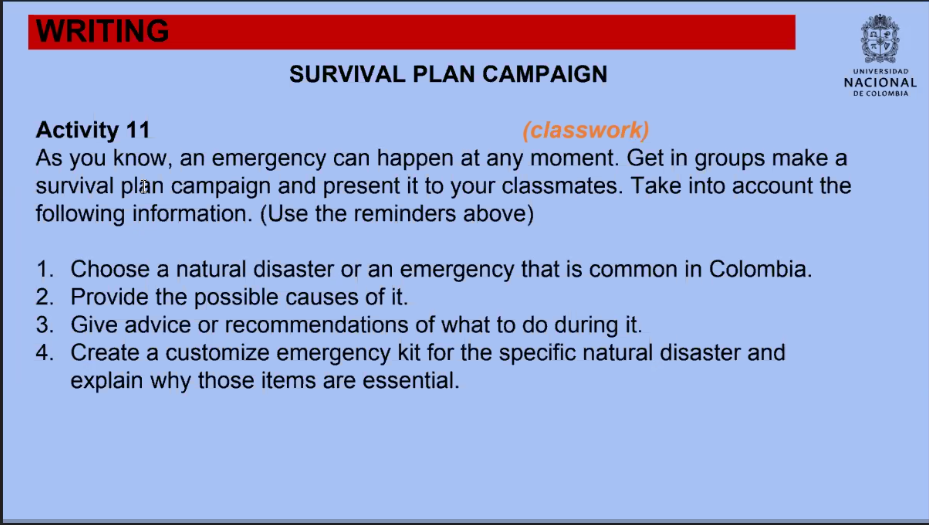 WRITING
UNIVERSIDAD
NACIONAL
DE COLOMBIA
SURVIVAL PLAN CAMPAIGN
Activity 11 (classwork)
As you know, an emergency can happen at any moment. Get in groups make a
survival plan campaign and present it to your classmates. Take into account the
following information. (Use the reminders above)
1. Choose a natural disaster or an emergency that is common in Colombia.
2. Provide the possible causes of it.
3. Give advice or recommendations of what to do during it.
4. Create a customize emergency kit for the specific natural disaster and
explain why those items are essential.